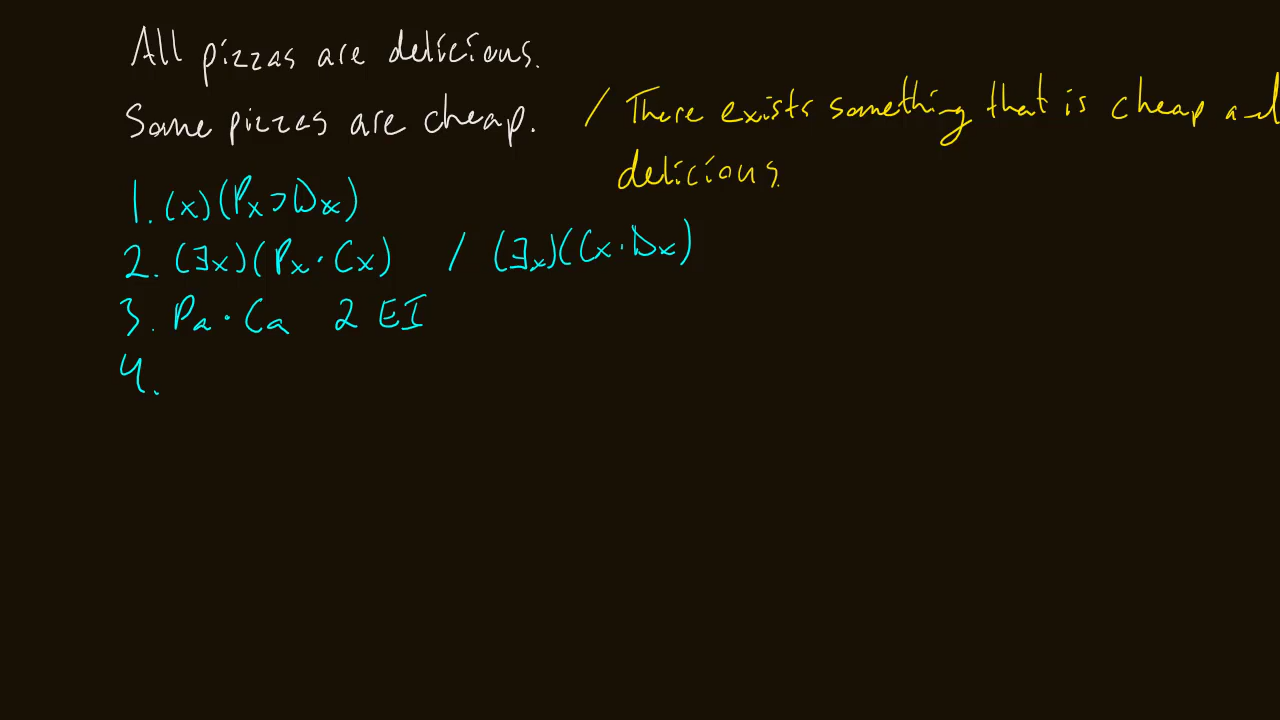 All pizzas are delicious.
Some pizzas are cheap. / There exists something that is cheap and
delicious.
1. (x)(Px⊃Dx)
2. (∃x)(Px·Cx) / (∃x)(Cx·Dx)
3. Pa·Ca 2 EI
4.